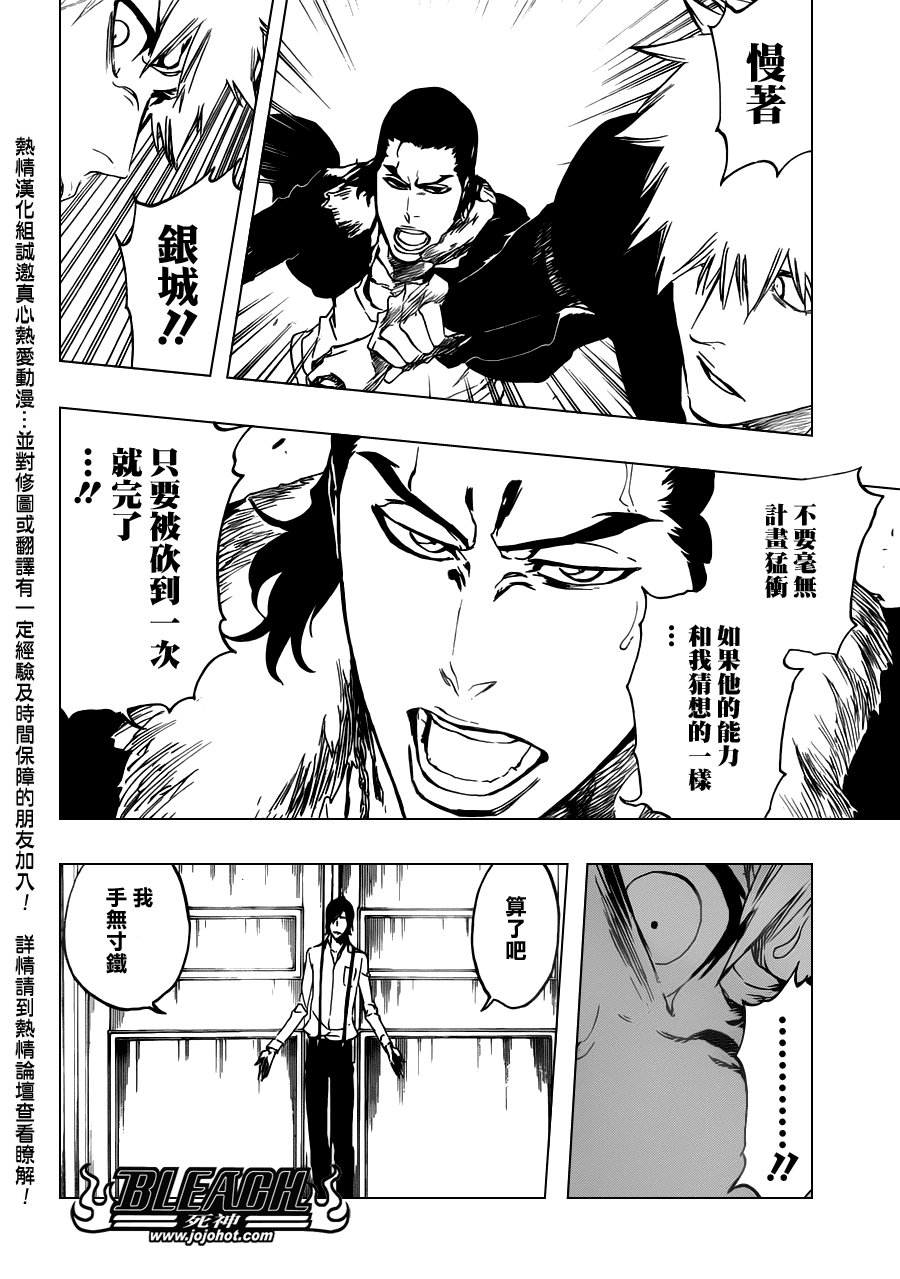 慢著
銀城!!
不要毫無
計畫猛衝
如果他的能力
和我猜想的一樣
…
只要被砍到一次
就完了
…!!
…………!!
算了吧
我
手無寸鐵
熱情漢化組誠邀真心熱愛動漫…並對修圖或翻譯有一定經驗及時間保障的朋友加入! 詳情請到熱情論壇查看瞭解!
BLEACH
死神
www.jojohot.com